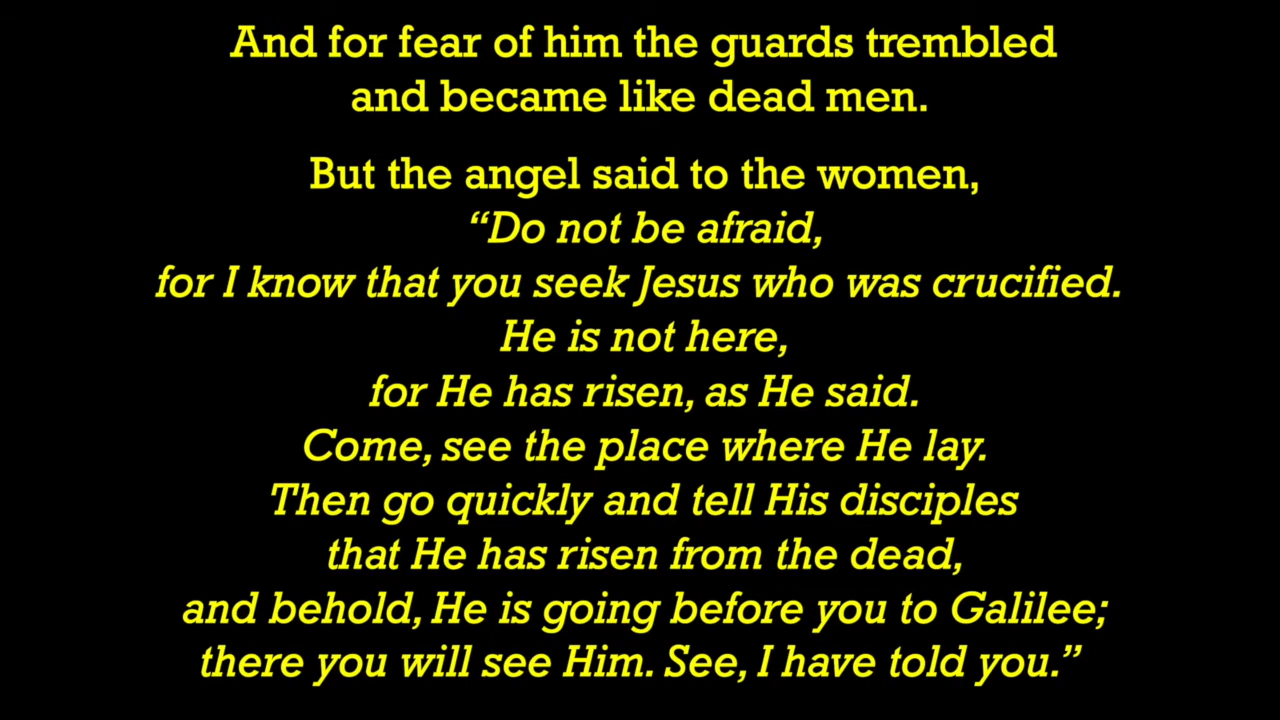 And for fear of him the guards trembled
and became like dead men.
But the angel said to the women,
“Do not be afraid,
for I know that you seek Jesus who was crucified.
He is not here,
for He has risen, as He said.
Come, see the place where He lay.
Then go quickly and tell His disciples
that He has risen from the dead,
and behold, He is going before you to Galilee;
there you will see Him. See, I have told you.”